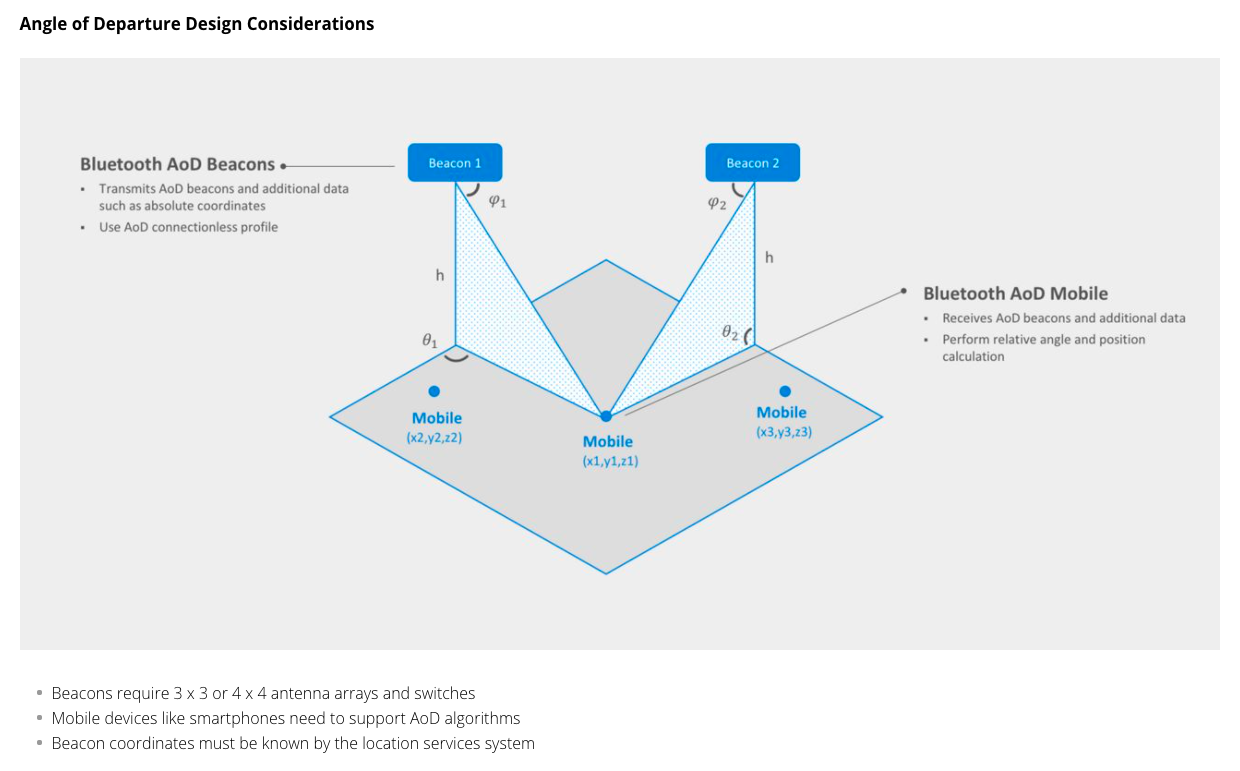 Angle of Departure Design Considerations
Bluetooth AoD Beacons
▪ Transmits AoD beacons and additional data
such as absolute coordinates
▪ Use AoD connectionless profile
Beacon 1
Beacon 2
φ1
φ2
h
h
θ1
θ2
Bluetooth AoD Mobile
▪ Receives AoD beacons and additional data
▪ Perform relative angle and position
calculation
Mobile
(x2,y2,z2)
Mobile
(x1,y1,z1)
Mobile
(x3,y3,z3)
▪ Beacons require 3 x 3 or 4 x 4 antenna arrays and switches
▪ Mobile devices like smartphones need to support AoD algorithms
▪ Beacon coordinates must be known by the location services system